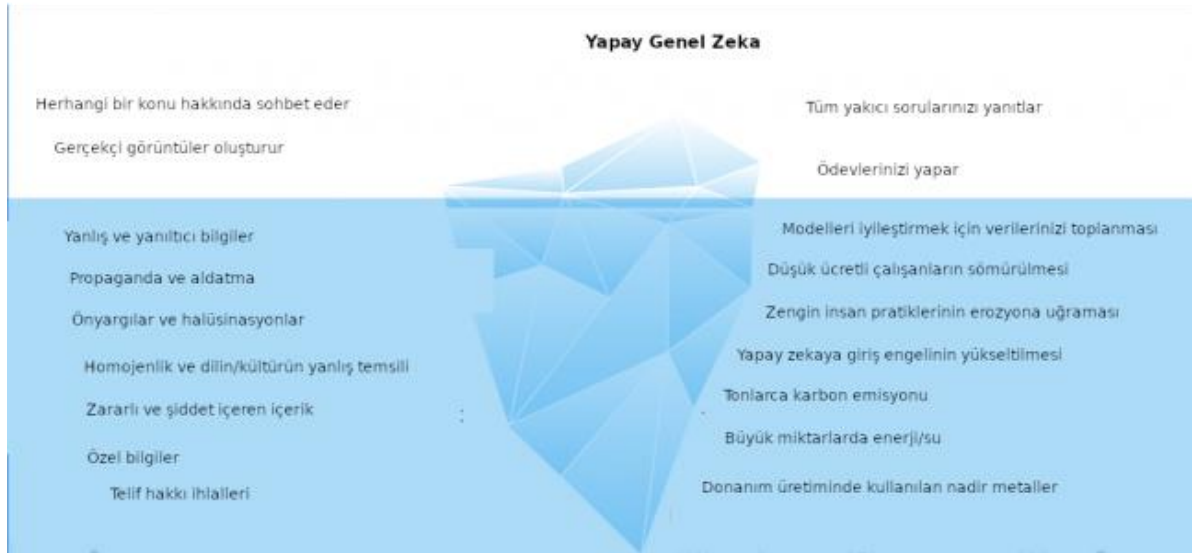 Yapay Genel Zeka
Herhangi bir konu hakkında sohbet eder
Tüm yakıcı sorularınızı yanıtlar
Gerçekçi görüntüler oluşturur
Ödevlerinizi yapar
Yanlış ve yanıltıcı bilgiler
Propaganda ve aldatma
Önyargılar ve halüsinasyonlar
Homojenlik ve dilin/kültürün yanlış temsili
Zararlı ve şiddet içeren içerik
Özel bilgiler
Telif hakkı ihlalleri
Modelleri iyileştirmek için verilerinizi toplanması
Düşük ücretli çalışanların sömürülmesi
Zengin insan pratiklerinin erozyona uğraması
Yapay zekaya giriş engelinin yükseltilmesi
Tonlarca karbon emisyonu
Büyük miktarlarda enerji/su
Donanım üretiminde kullanılan nadir metaller